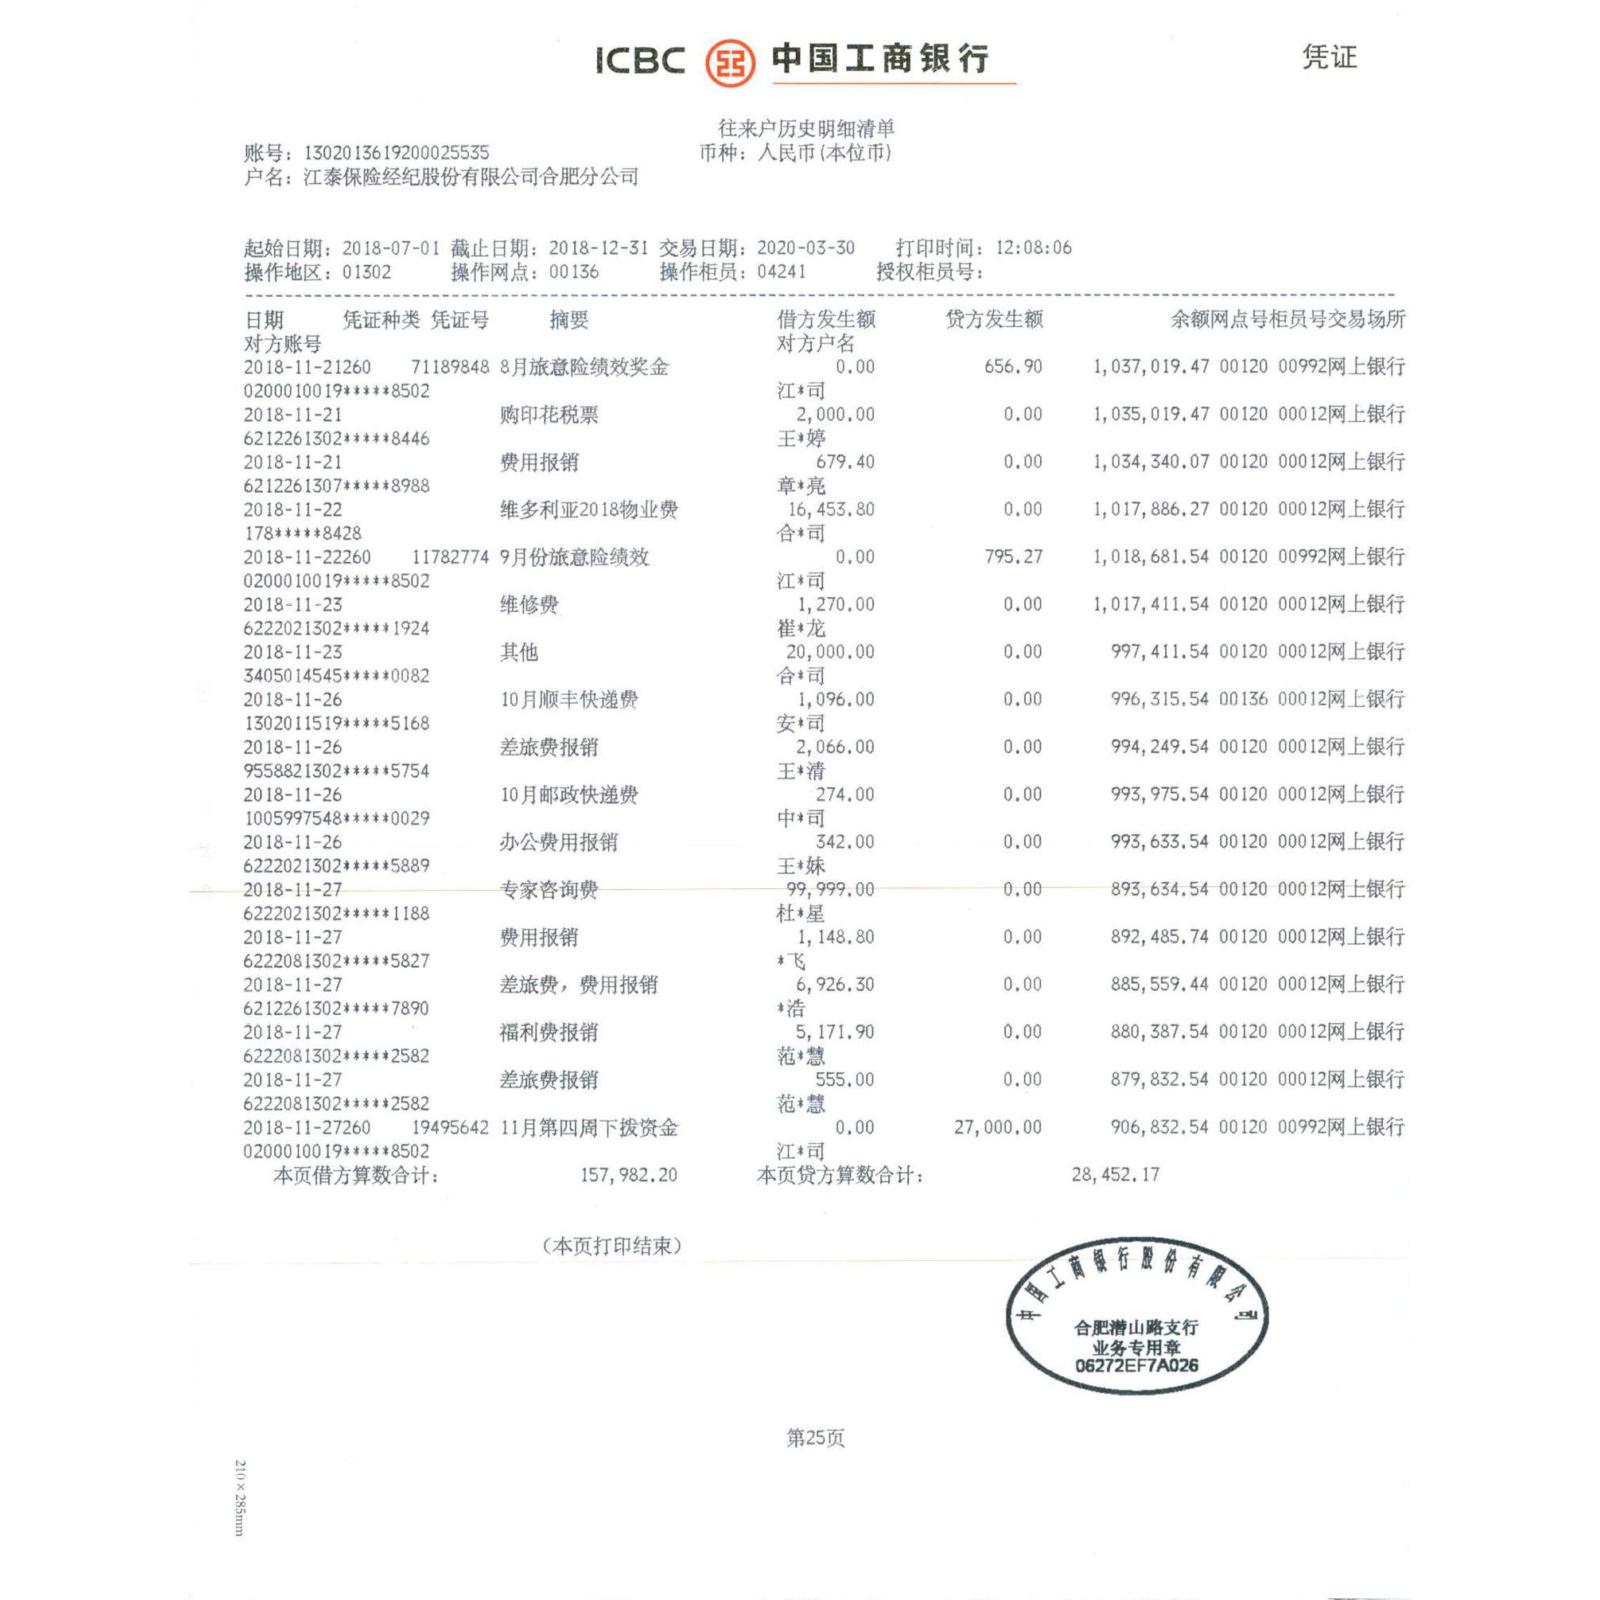 ICBC 中国工商银行
凭证
往来户历史明细清单
账号：1302013619200025535 币种：人民币(本位币)
户名：江泰保险经纪股份有限公司合肥分公司
起始日期：2018-07-01 截止日期：2018-12-31 交易日期：2020-03-30 打印时间：12:08:06
操作地区：01302 操作网点：00136 操作柜员：04241 授权柜员号：
日期 凭证种类 凭证号 摘要 借方发生额 贷方发生额 余额网点号柜员号交易场所
对方账号 对方户名
2018-11-21260 71189848 8月旅意险绩效奖金 0.00 656.90 1,037,019.47 00120 00992网上银行
0200010019*****8502 江*司
2018-11-21 购印花税票 2,000.00 0.00 1,035,019.47 00120 00012网上银行
6212261302*****8446 王*婷
2018-11-21 费用报销 679.40 0.00 1,034,340.07 00120 00012网上银行
6212261307*****8988 章*亮
2018-11-22 维多利亚2018物业费 16,453.80 0.00 1,017,886.27 00120 00012网上银行
178*****8428 合*司
2018-11-22260 11782774 9月份旅意险绩效 0.00 795.27 1,018,681.54 00120 00992网上银行
0200010019*****8502 江*司
2018-11-23 维修费 1,270.00 0.00 1,017,411.54 00120 00012网上银行
6222021302*****1924 崔*龙
2018-11-23 其他 20,000.00 0.00 997,411.54 00120 00012网上银行
3405014545*****0082 合*司
2018-11-26 10月顺丰快递费 1,096.00 0.00 996,315.54 00136 00012网上银行
1302011519*****5168 安*司
2018-11-26 差旅费报销 2,066.00 0.00 994,249.54 00120 00012网上银行
9558821302*****5754 王*清
2018-11-26 10月邮政快递费 274.00 0.00 993,975.54 00120 00012网上银行
1005997548*****0029 中*司
2018-11-26 办公费用报销 342.00 0.00 993,633.54 00120 00012网上银行
6222021302*****5889 王*妹
2018-11-27 专家咨询费 99,999.00 0.00 893,634.54 00120 00012网上银行
6222021302*****1188 杜*星
2018-11-27 费用报销 1,148.80 0.00 892,485.74 00120 00012网上银行
6222081302*****5827 *飞
2018-11-27 差旅费，费用报销 6,926.30 0.00 885,559.44 00120 00012网上银行
6212261302*****7890 *浩
2018-11-27 福利费报销 5,171.90 0.00 880,387.54 00120 00012网上银行
6222081302*****2582 范*慧
2018-11-27 差旅费报销 555.00 0.00 879,832.54 00120 00012网上银行
6222081302*****2582 范*慧
2018-11-27260 19495642 11月第四周下拨资金 0.00 27,000.00 906,832.54 00120 00992网上银行
0200010019*****8502 江*司
本页借方算数合计： 157,982.20 本页贷方算数合计： 28,452.17
(本页打印结束)
中国工商银行股份有限公司
合肥潜山路支行
业务专用章
06272EF7A026
第25页
210×285mm